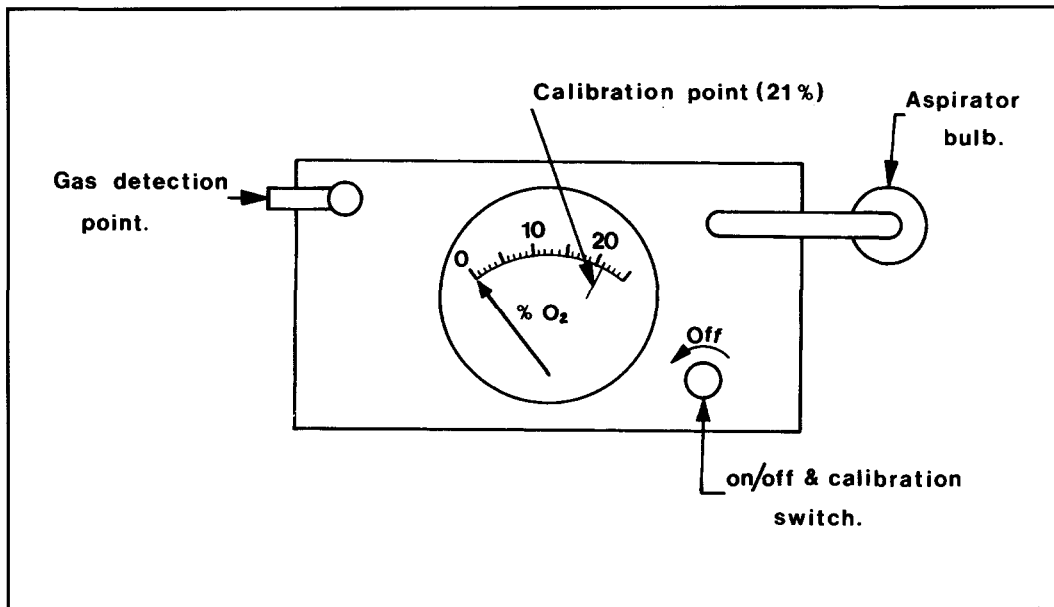 Calibration point (21%)
Aspirator
bulb.
Gas detection
point.
0
10
20
% O₂
Off
on/off & calibration
switch.